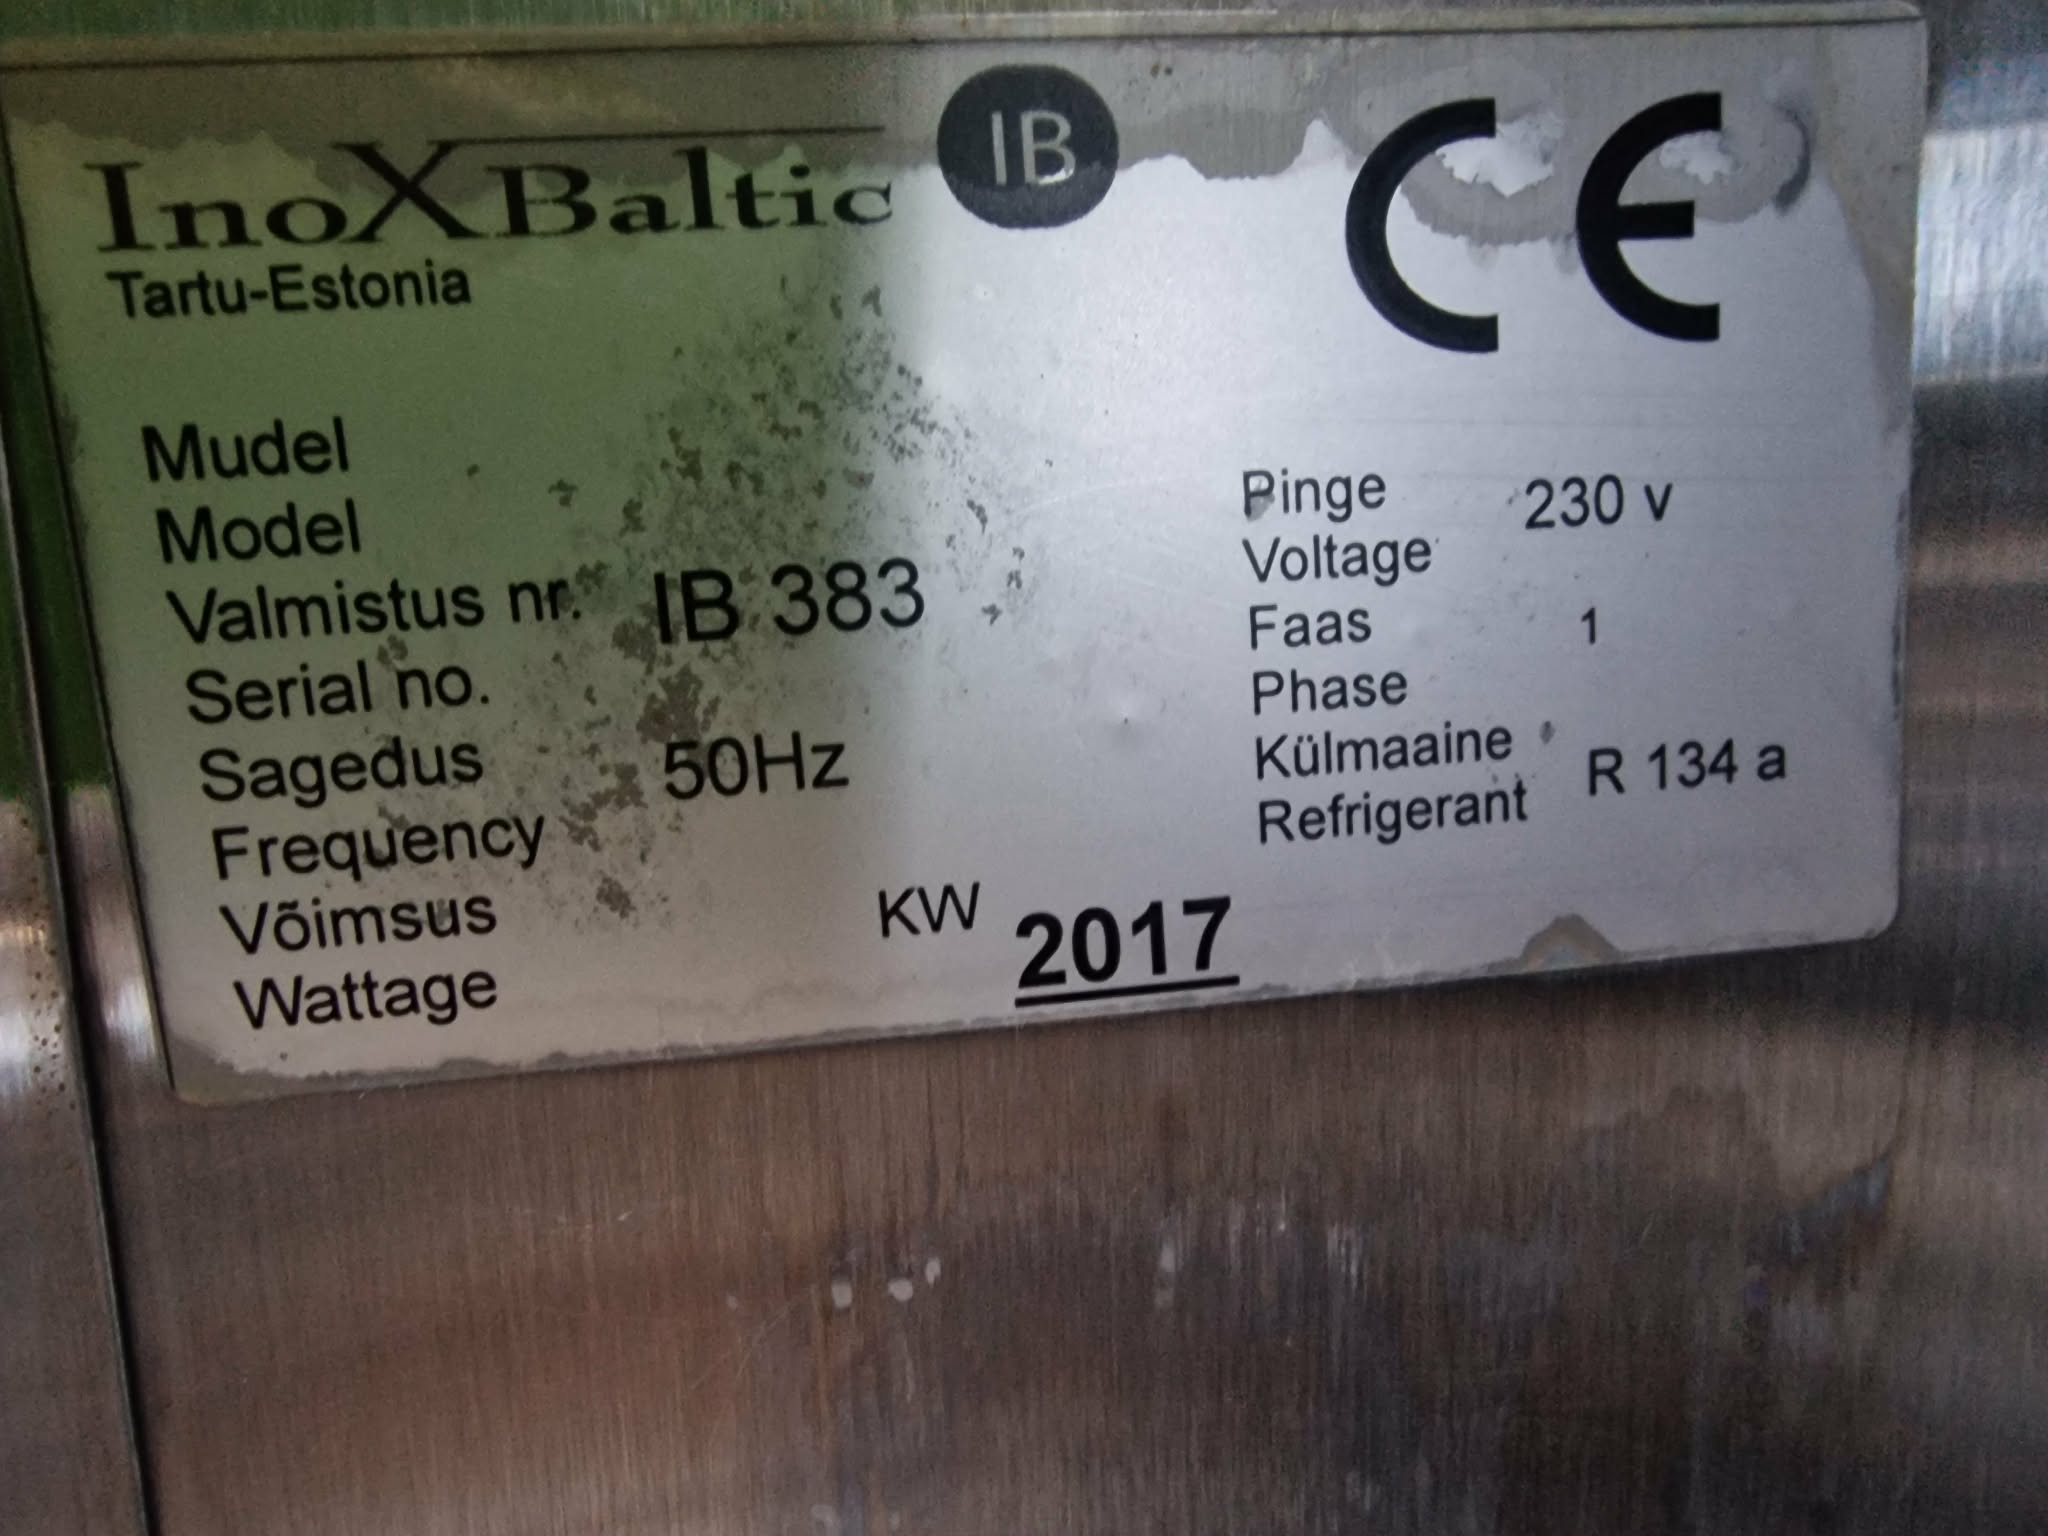 InoXBaltic IB CE
Tartu-Estonia
Mudel
Model
Valmistus nr. IB 383
Serial no.
Sagedus 50Hz
Frequency
Võimsus KW
Wattage
2017
Pinge 230 v
Voltage
Faas 1
Phase
Külmaaine R 134 a
Refrigerant